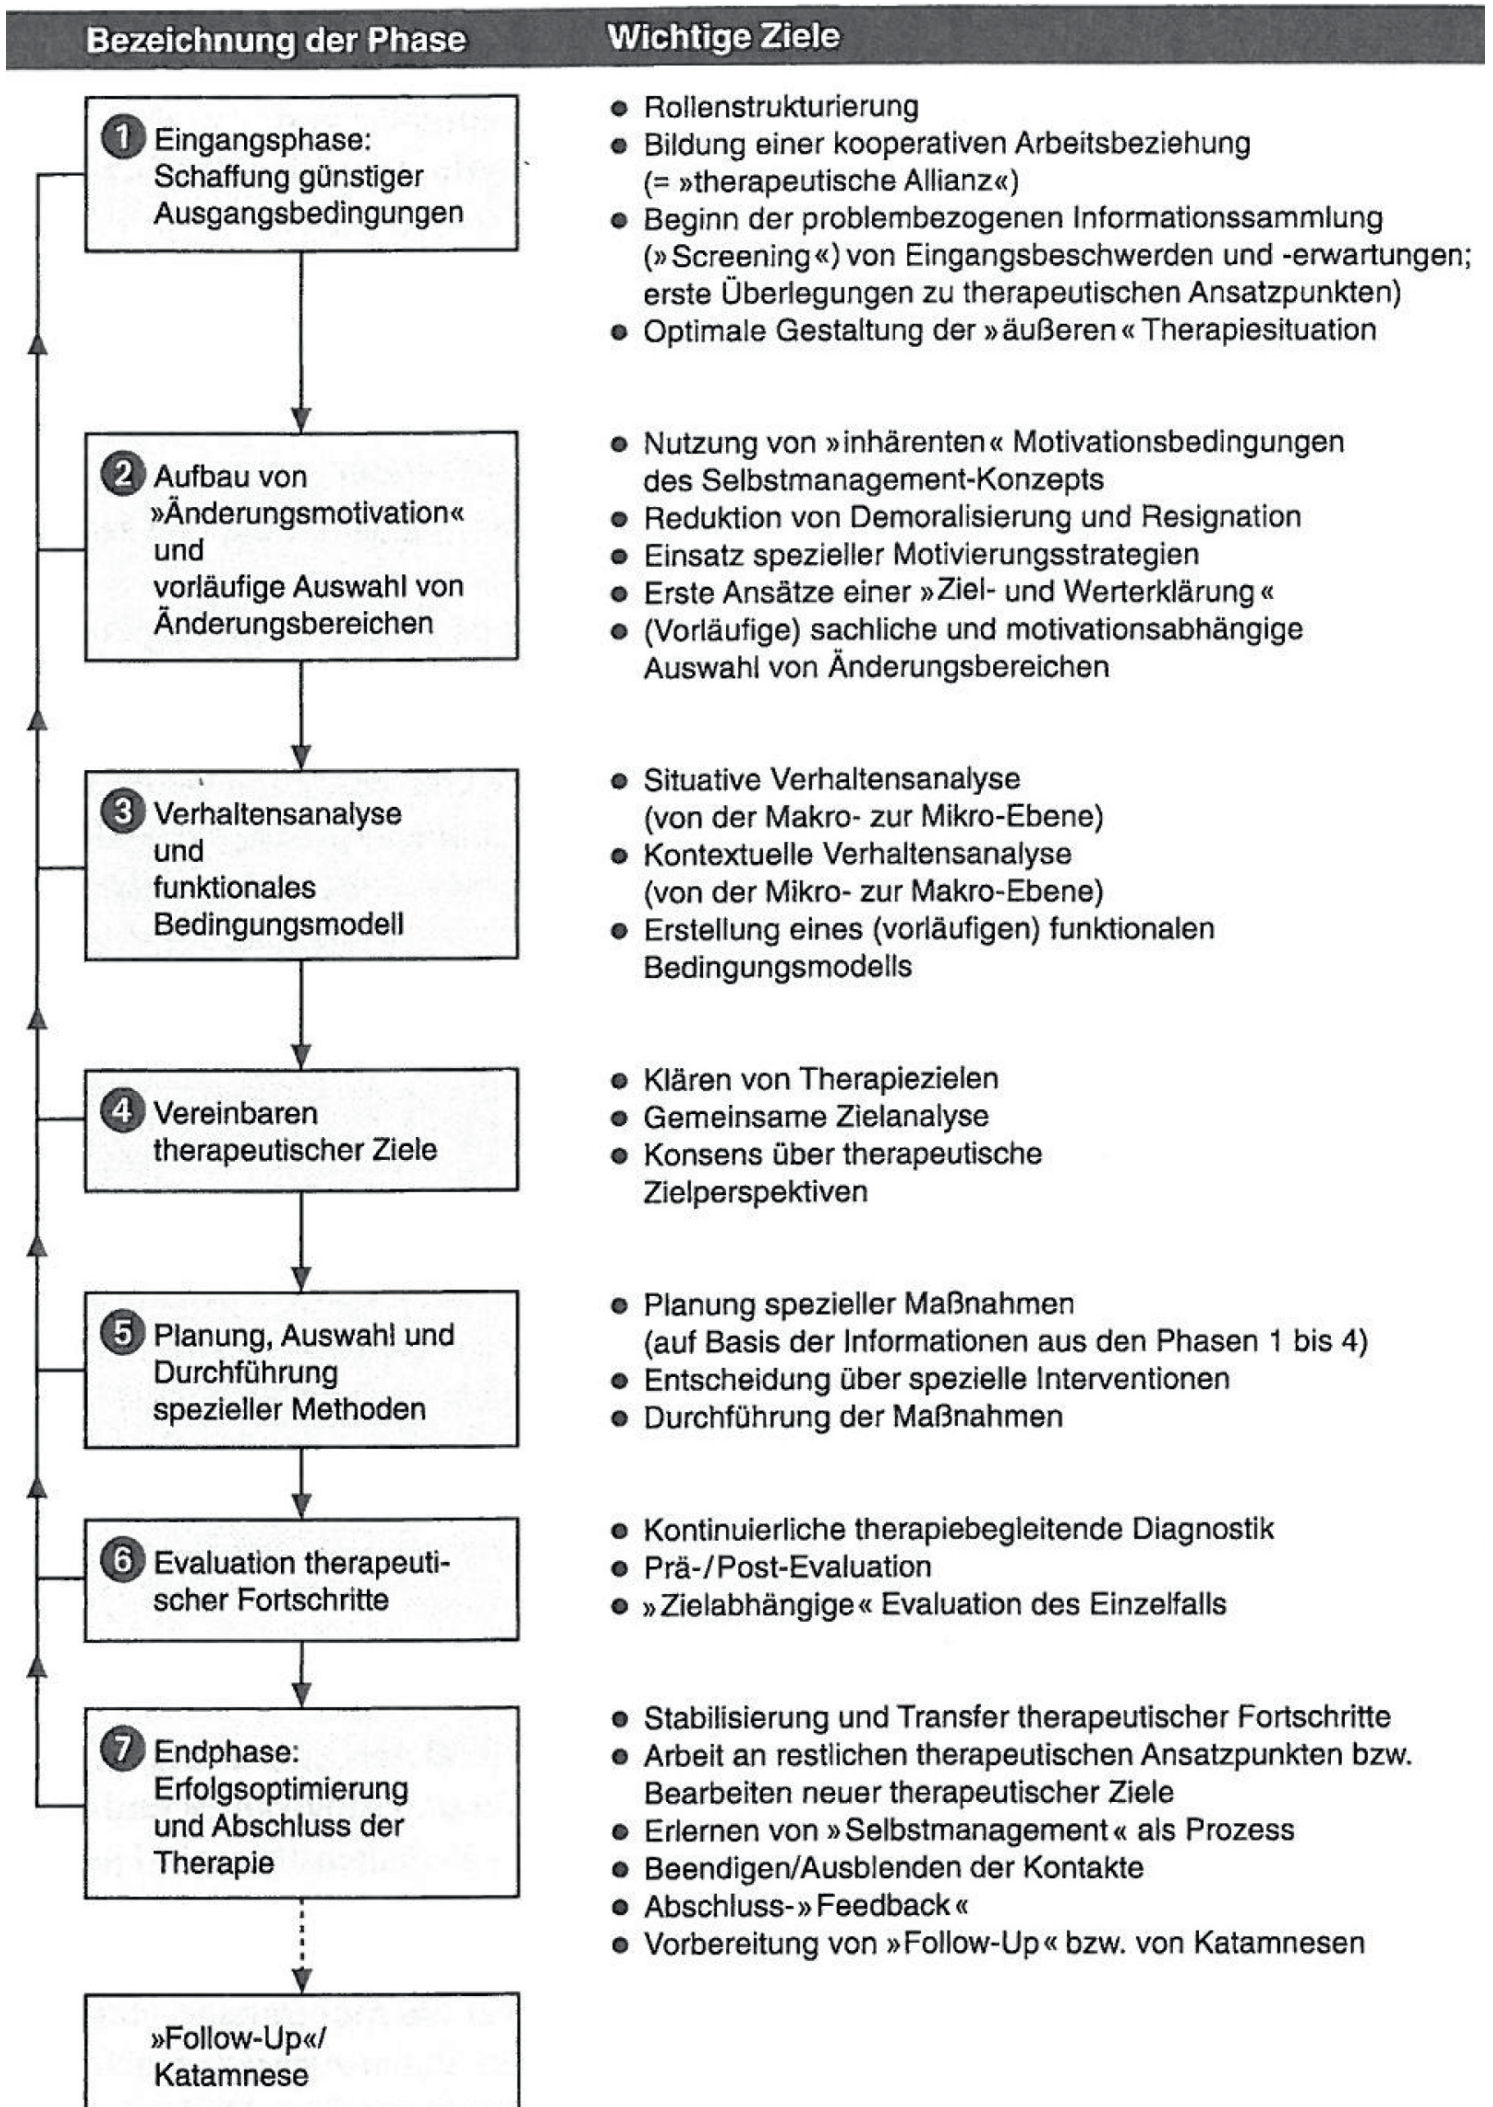 Bezeichnung der Phase
Wichtige Ziele
1 Eingangsphase:
Schaffung günstiger
Ausgangsbedingungen
● Rollenstrukturierung
● Bildung einer kooperativen Arbeitsbeziehung
(= »therapeutische Allianz«)
● Beginn der problembezogenen Informationssammlung
(»Screening«) von Eingangsbeschwerden und -erwartungen;
erste Überlegungen zu therapeutischen Ansatzpunkten)
● Optimale Gestaltung der »äußeren« Therapiesituation
2 Aufbau von
»Änderungsmotivation«
und
vorläufige Auswahl von
Änderungsbereichen
● Nutzung von »inhärenten« Motivationsbedingungen
des Selbstmanagement-Konzepts
● Reduktion von Demoralisierung und Resignation
● Einsatz spezieller Motivierungsstrategien
● Erste Ansätze einer »Ziel- und Werterklärung«
● (Vorläufige) sachliche und motivationsabhängige
Auswahl von Änderungsbereichen
3 Verhaltensanalyse
und
funktionales
Bedingungsmodell
● Situative Verhaltensanalyse
(von der Makro- zur Mikro-Ebene)
● Kontextuelle Verhaltensanalyse
(von der Mikro- zur Makro-Ebene)
● Erstellung eines (vorläufigen) funktionalen
Bedingungsmodells
4 Vereinbaren
therapeutischer Ziele
● Klären von Therapiezielen
● Gemeinsame Zielanalyse
● Konsens über therapeutische
Zielperspektiven
5 Planung, Auswahl und
Durchführung
spezieller Methoden
● Planung spezieller Maßnahmen
(auf Basis der Informationen aus den Phasen 1 bis 4)
● Entscheidung über spezielle Interventionen
● Durchführung der Maßnahmen
6 Evaluation therapeuti-
scher Fortschritte
● Kontinuierliche therapiebegleitende Diagnostik
● Prä-/Post-Evaluation
● »Zielabhängige« Evaluation des Einzelfalls
7 Endphase:
Erfolgsoptimierung
und Abschluss der
Therapie
● Stabilisierung und Transfer therapeutischer Fortschritte
● Arbeit an restlichen therapeutischen Ansatzpunkten bzw.
Bearbeiten neuer therapeutischer Ziele
● Erlernen von »Selbstmanagement« als Prozess
● Beendigen/Ausblenden der Kontakte
● Abschluss-»Feedback«
● Vorbereitung von »Follow-Up« bzw. von Katamnesen
»Follow-Up«/
Katamnese